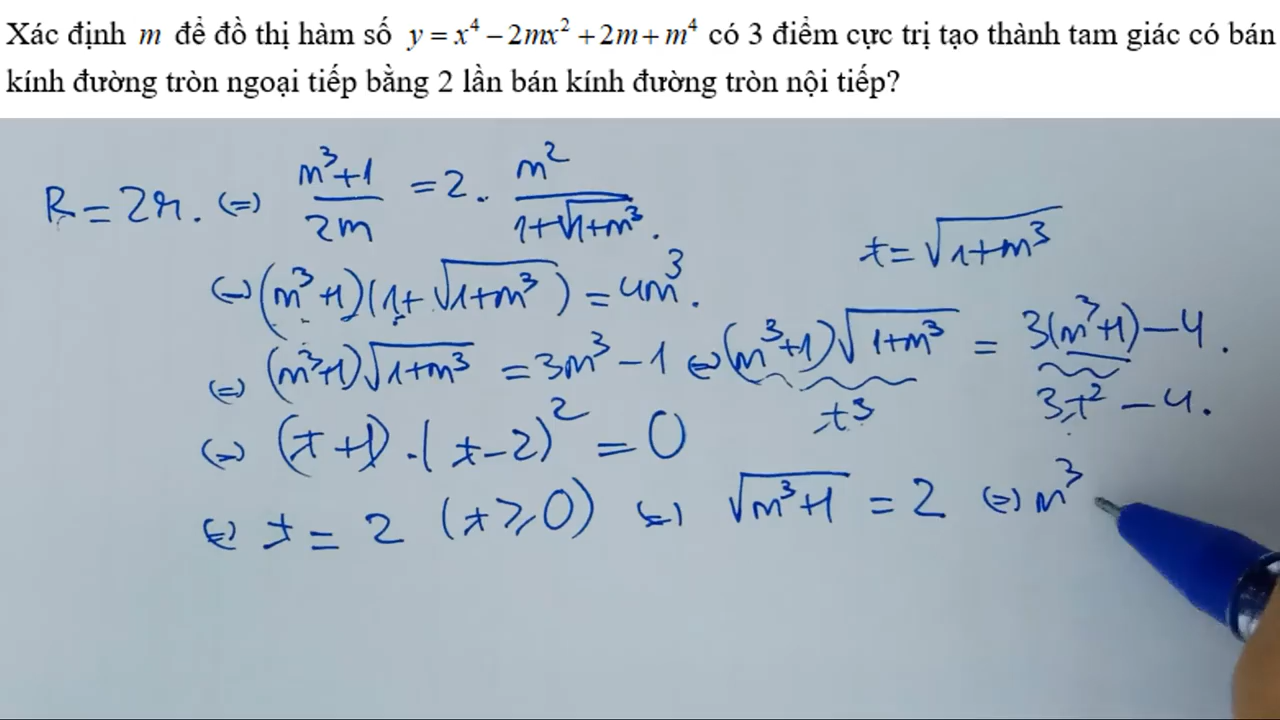 Xác định m để đồ thị hàm số y = x⁴ − 2mx² + 2m + m⁴ có 3 điểm cực trị tạo thành tam giác có bán
kính đường tròn ngoại tiếp bằng 2 lần bán kính đường tròn nội tiếp?
R = 2r. (=) (m³+1)/(2m) = 2. m²/(1+√(1+m³)).
t = √(1+m³)
(=) (m³+1)(1+√(1+m³)) = 4m³.
(=) (m³+1)√(1+m³) = 3m³ − 1 (=) (m³+1)√(1+m³) = 3(m³+1) − 4.
t³ 3t² − 4.
(=) (t+1).(t−2)² = 0
(=) t = 2 (t ≥ 0) (=) √(m³+1) = 2 (=) m³